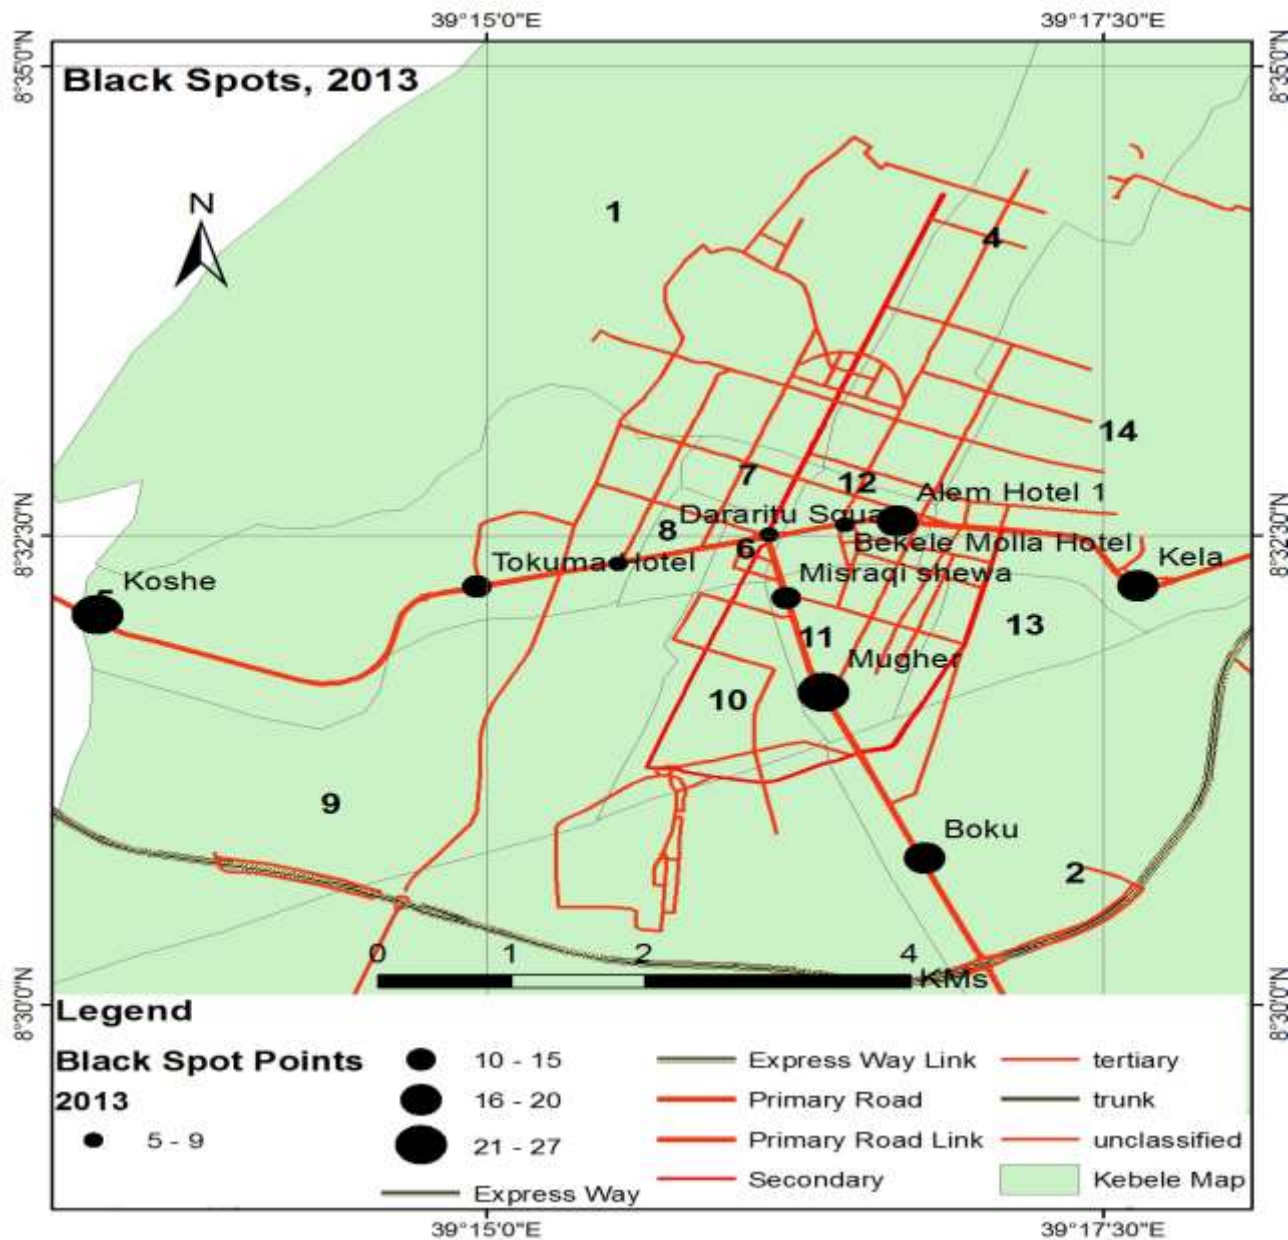 39°15'0"E
39°17'30"E
8°35'0"N
8°35'0"N
Black Spots, 2013
N
1
4
14
7
12
Alem Hotel 1
Dararitu Squa
8
8°32'30"N
8°32'30"N
6
Bekele Molla Hotel
Tokuma Hotel
Kela
Koshe
Misraqi shewa
5
13
11
Mugher
10
9
Boku
2
0
1
2
4
KMs
8°30'0"N
8°30'0"N
Legend
Black Spot Points
2013
5 - 9
10 - 15
16 - 20
21 - 27
Express Way
Express Way Link
Primary Road
Primary Road Link
Secondary
tertiary
trunk
unclassified
Kebele Map
39°15'0"E
39°17'30"E